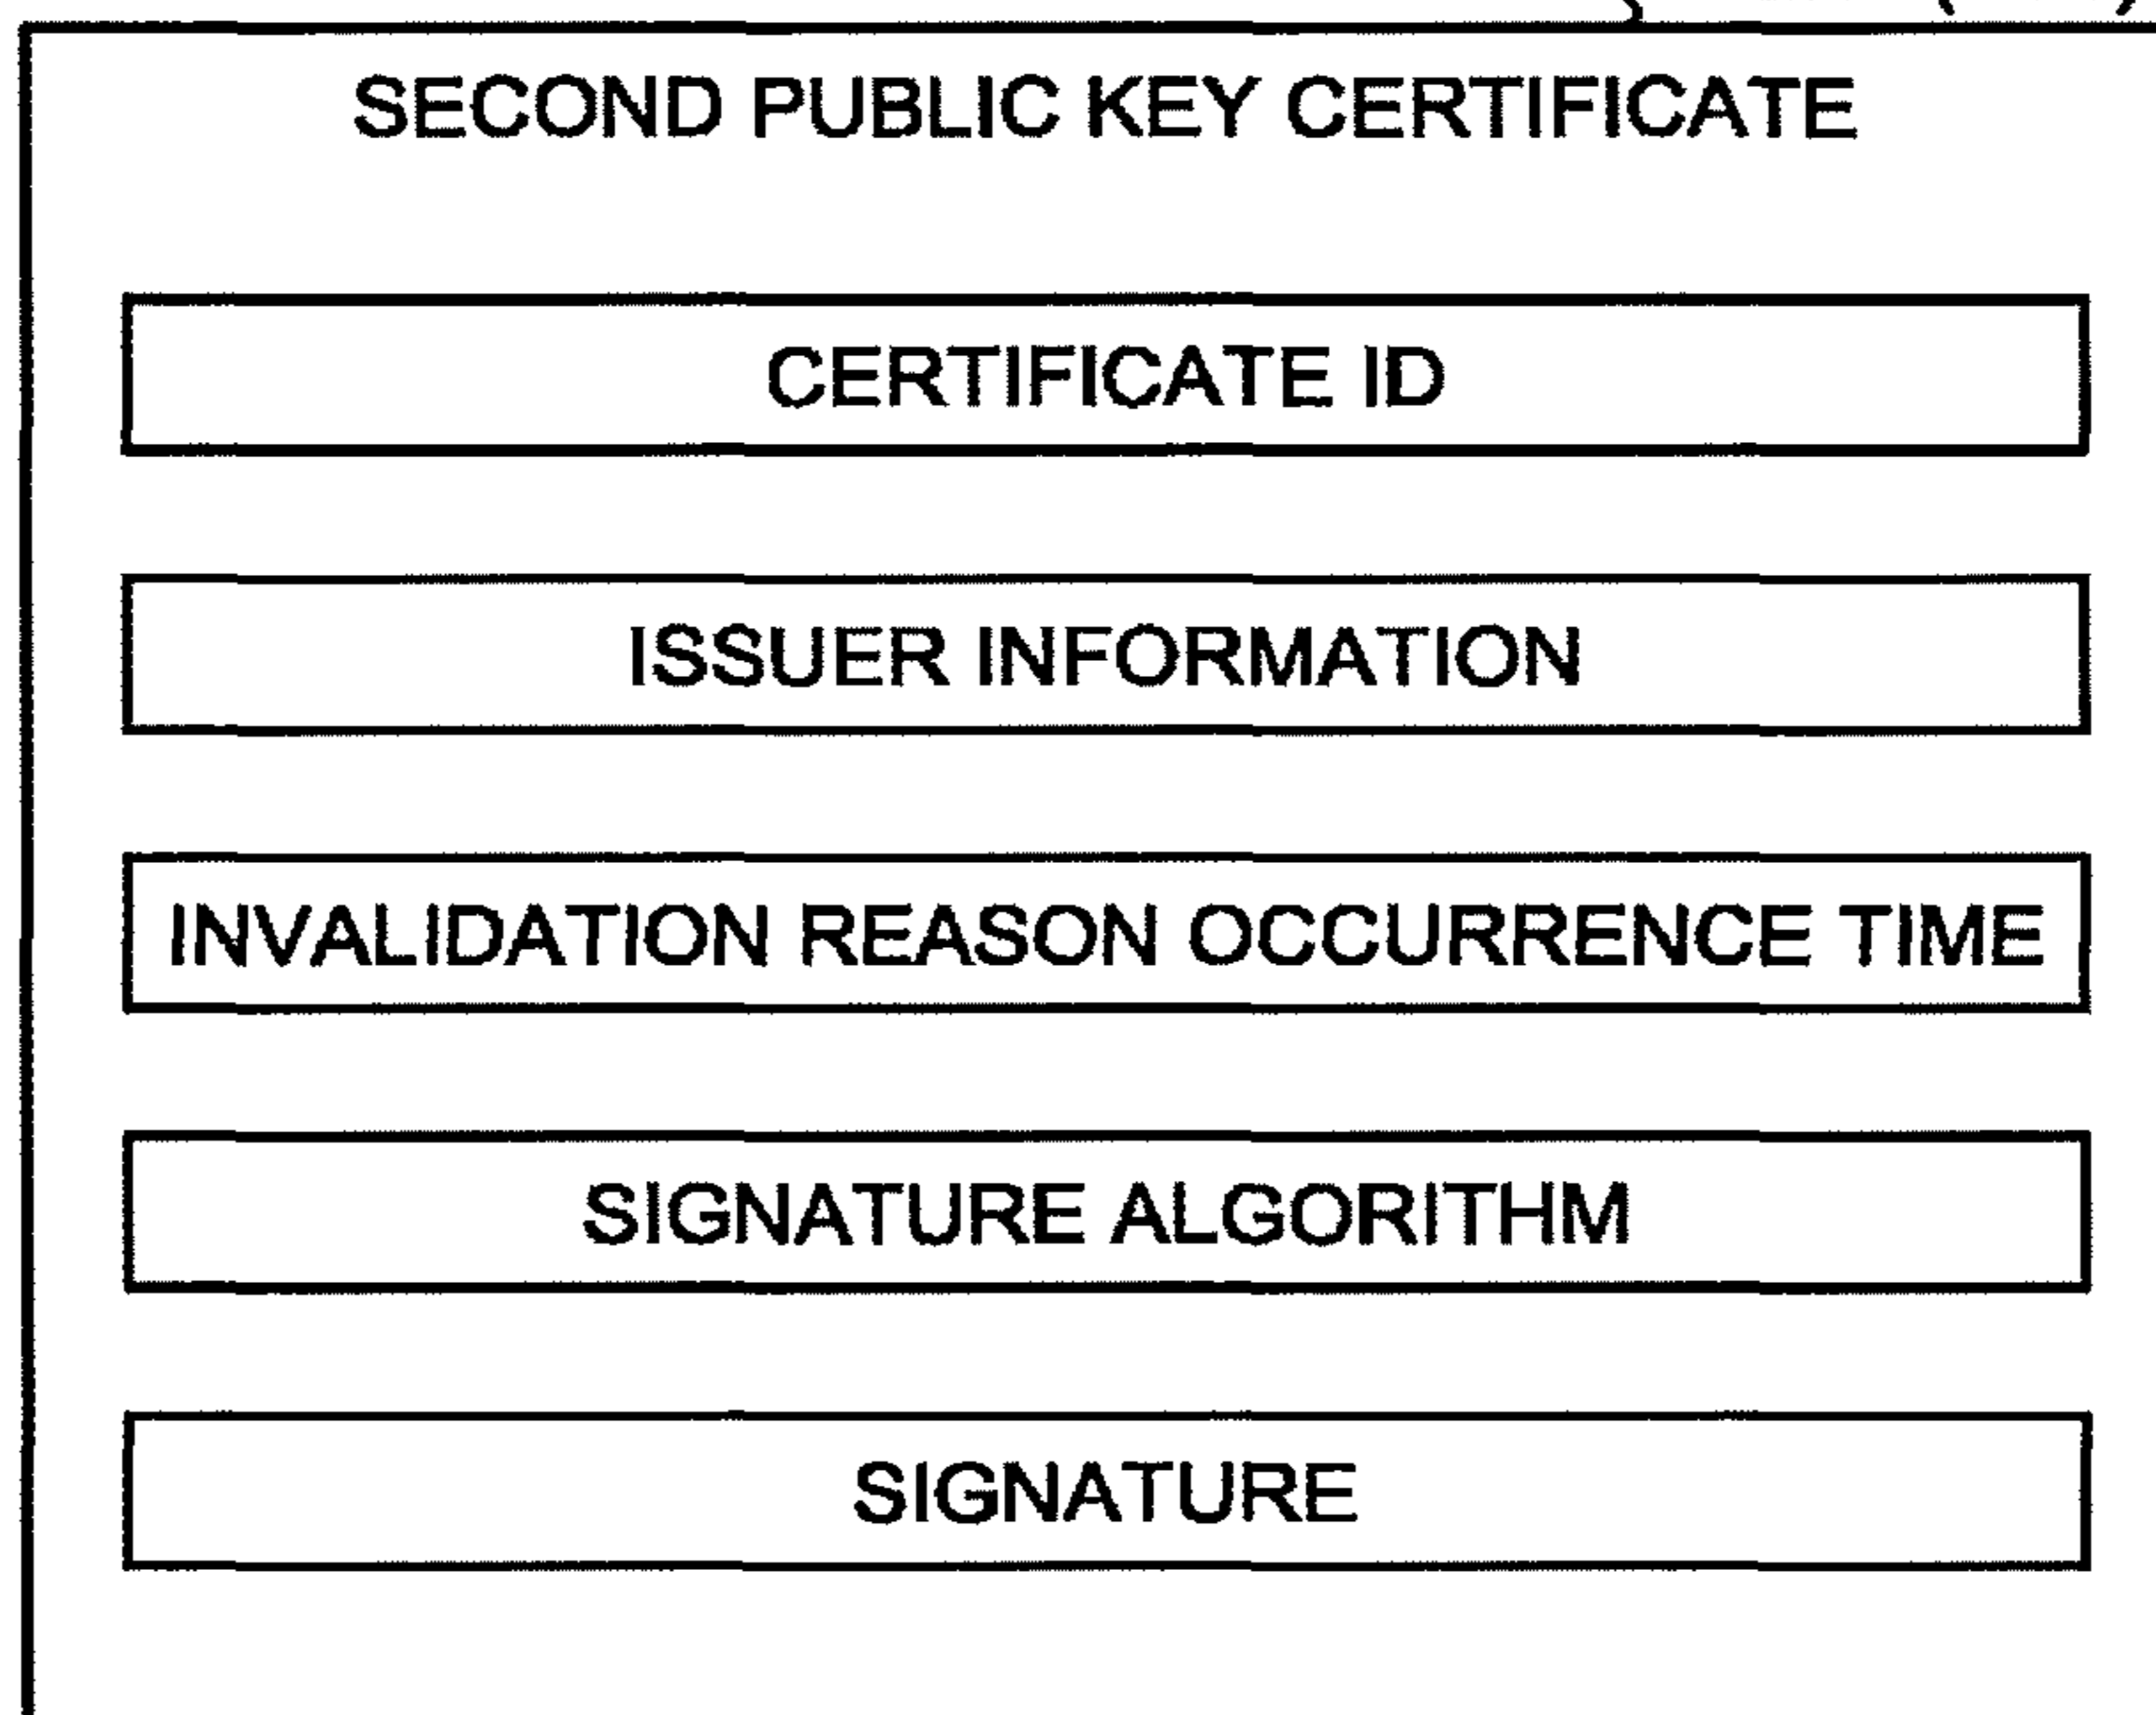 SECOND PUBLIC KEY CERTIFICATE
CERTIFICATE ID
ISSUER INFORMATION
INVALIDATION REASON OCCURRENCE TIME
SIGNATURE ALGORITHM
SIGNATURE